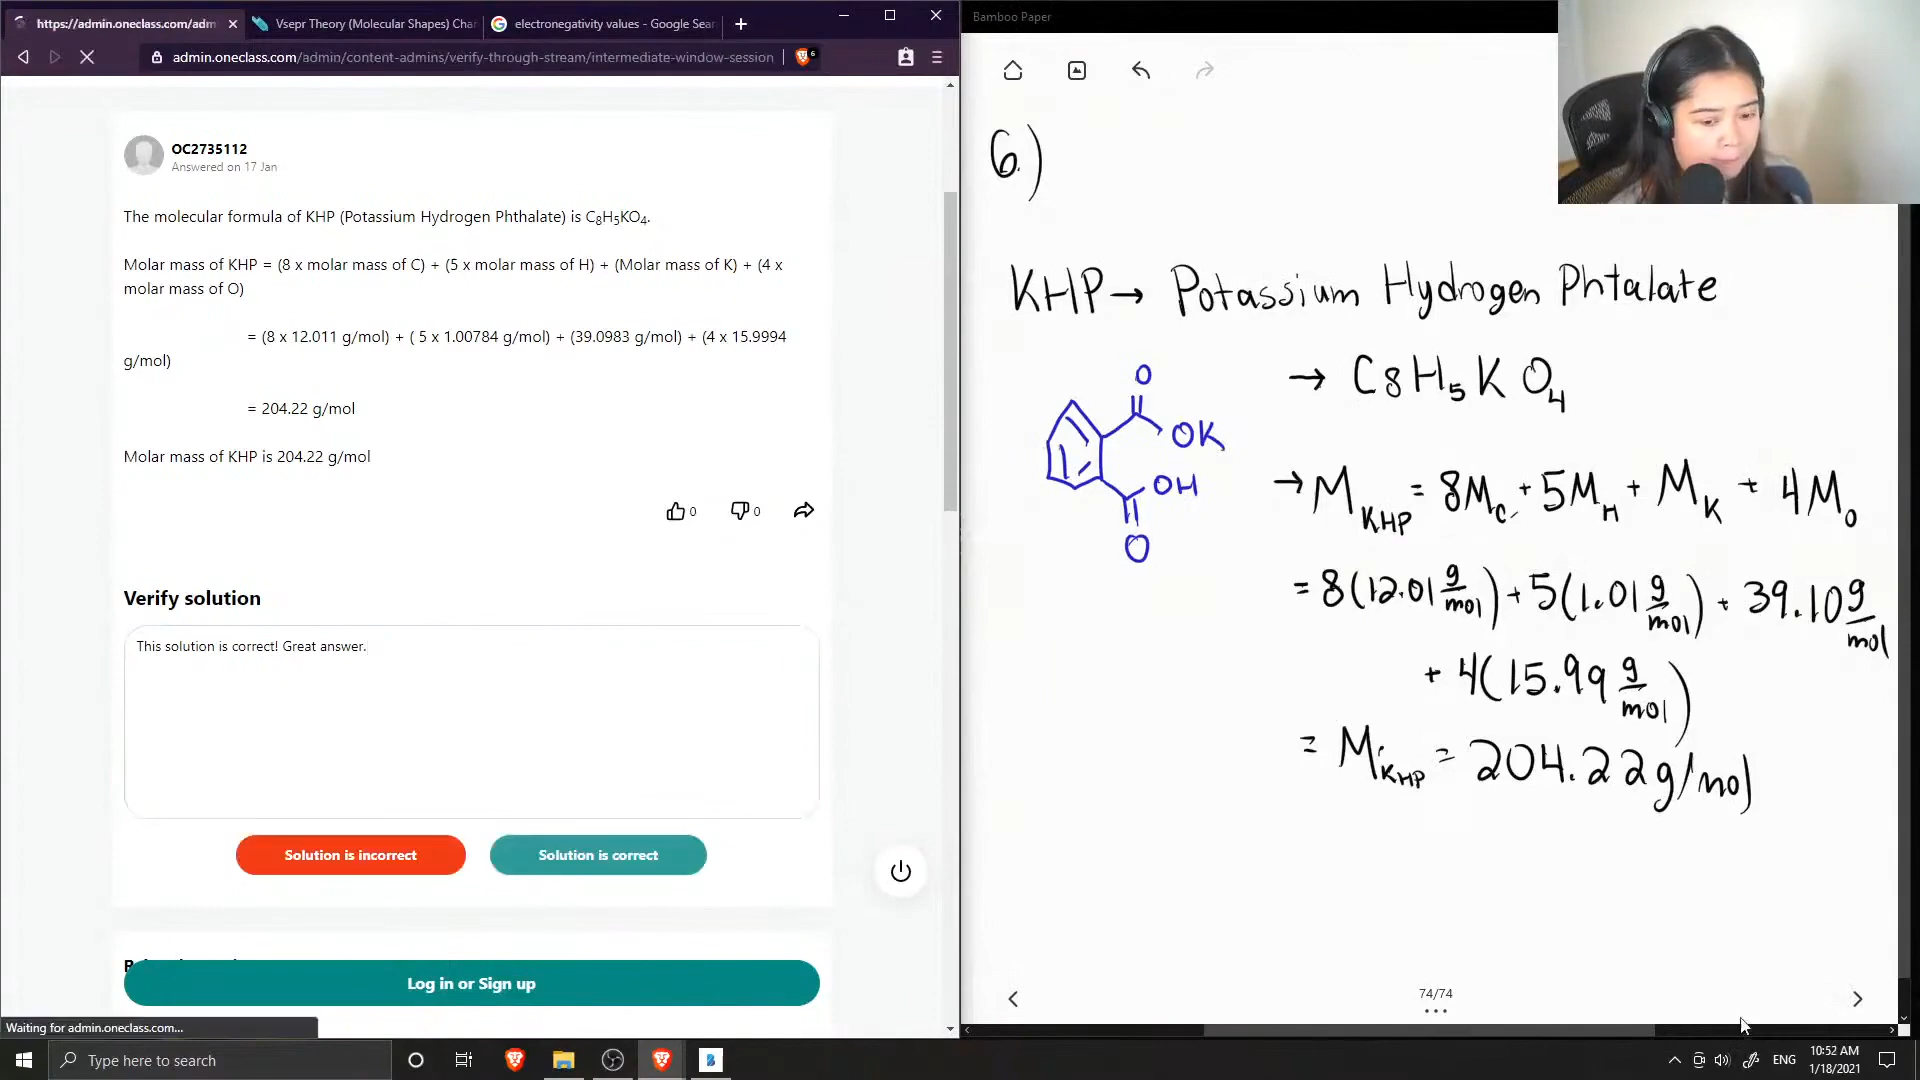 https://admin.oneclass.com/adm
Vsepr Theory (Molecular Shapes) Cha
electronegativity values - Google Sear
admin.oneclass.com/admin/content-admins/verify-through-stream/intermediate-window-session
6
OC2735112
Answered on 17 Jan
The molecular formula of KHP (Potassium Hydrogen Phthalate) is C₈H₅KO₄.
Molar mass of KHP = (8 x molar mass of C) + (5 x molar mass of H) + (Molar mass of K) + (4 x
molar mass of O)
= (8 x 12.011 g/mol) + ( 5 x 1.00784 g/mol) + (39.0983 g/mol) + (4 x 15.9994
g/mol)
= 204.22 g/mol
Molar mass of KHP is 204.22 g/mol
0 0
Verify solution
This solution is correct! Great answer.
Solution is incorrect
Solution is correct
Log in or Sign up
Waiting for admin.oneclass.com...
Bamboo Paper
6.)
KHP → Potassium Hydrogen Phtalate
→ C8H₅KO₄
O
OK
OH
O
→ M_KHP = 8M_C + 5M_H + M_K + 4M_O
= 8(12.01 g/mol) + 5(1.01 g/mol) + 39.10 g/mol
+ 4(15.99 g/mol)
= M_KHP = 204.22 g/mol
74/74
Type here to search
ENG
10:52 AM
1/18/2021